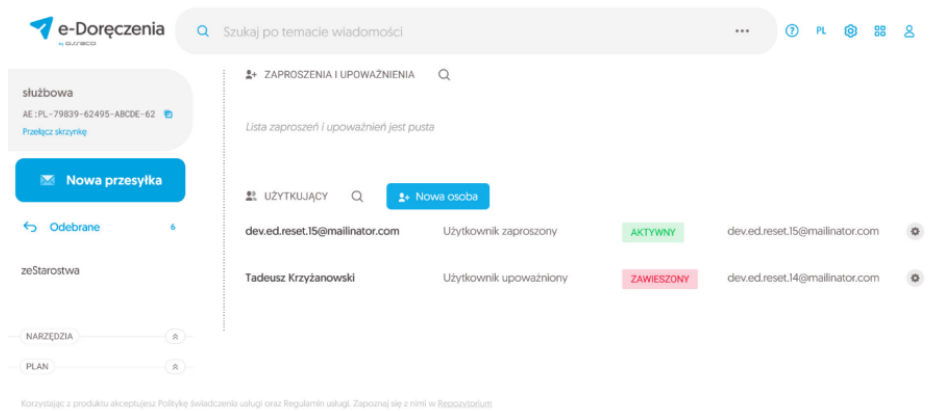 e-Doręczenia
by asseco
Szukaj po temacie wiadomości
PL
służbowa
AE:PL-79839-62495-ABCDE-62
Przełącz skrzynkę
Nowa przesyłka
Odebrane 6
zeStarostwa
NARZĘDZIA
PLAN
ZAPROSZENIA I UPOWAŻNIENIA
Lista zaproszeń i upoważnień jest pusta
UŻYTKUJĄCY Nowa osoba
dev.ed.reset.15@mailinator.com Użytkownik zaproszony AKTYWNY dev.ed.reset.15@mailinator.com
Tadeusz Krzyżanowski Użytkownik upoważniony ZAWIESZONY dev.ed.reset.14@mailinator.com
Korzystając z produktu akceptujesz Politykę świadczenia usługi oraz Regulamin usługi. Zapoznaj się z nimi w Repozytorium